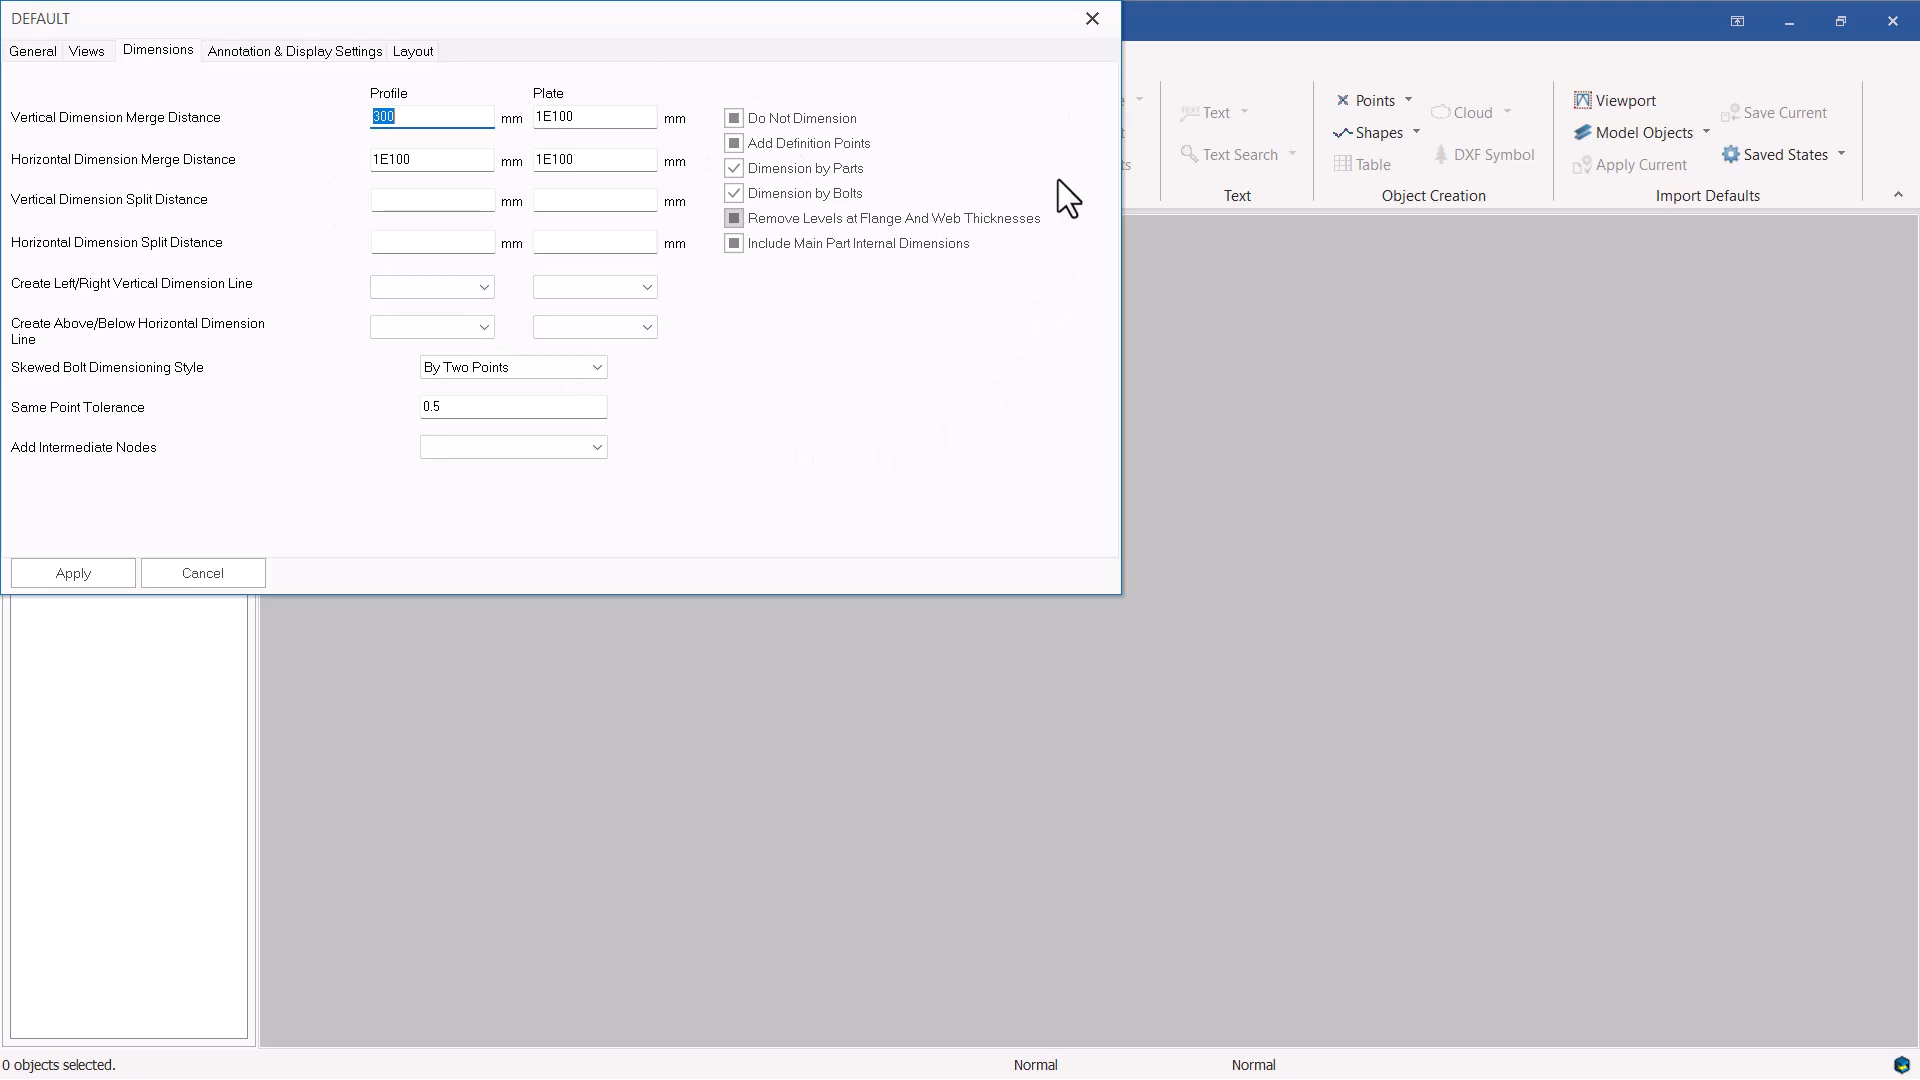 DEFAULT
General Views Dimensions Annotation & Display Settings Layout
Profile Plate
Vertical Dimension Merge Distance 300 mm 1E100 mm
Horizontal Dimension Merge Distance 1E100 mm 1E100 mm
Vertical Dimension Split Distance mm mm
Horizontal Dimension Split Distance mm mm
Create Left/Right Vertical Dimension Line
Create Above/Below Horizontal Dimension
Line
Skewed Bolt Dimensioning Style By Two Points
Same Point Tolerance 0.5
Add Intermediate Nodes
Do Not Dimension
Add Definition Points
Dimension by Parts
Dimension by Bolts
Remove Levels at Flange And Web Thicknesses
Include Main Part Internal Dimensions
Apply Cancel
Text
Text Search
Text
Points
Shapes
Table
Cloud
DXF Symbol
Object Creation
Viewport
Model Objects
Apply Current
Save Current
Saved States
Import Defaults
0 objects selected. Normal Normal